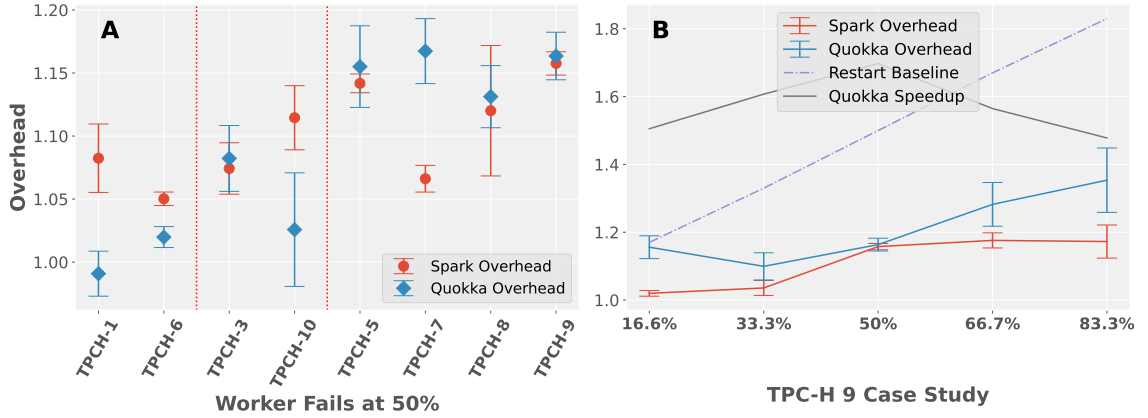 A
Overhead
1.20
1.15
1.10
1.05
1.00
Spark Overhead
Quokka Overhead
TPCH-1
TPCH-6
TPCH-3
TPCH-10
TPCH-5
TPCH-7
TPCH-8
TPCH-9
Worker Fails at 50%
B
Spark Overhead
Quokka Overhead
Restart Baseline
Quokka Speedup
1.8
1.6
1.4
1.2
1.0
16.6%
33.3%
50%
66.7%
83.3%
TPC-H 9 Case Study